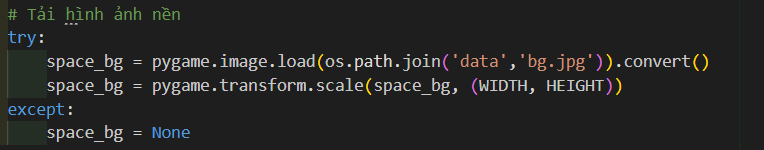 # Tải hình ảnh nền
try:
    space_bg = pygame.image.load(os.path.join('data','bg.jpg')).convert()
    space_bg = pygame.transform.scale(space_bg, (WIDTH, HEIGHT))
except:
    space_bg = None